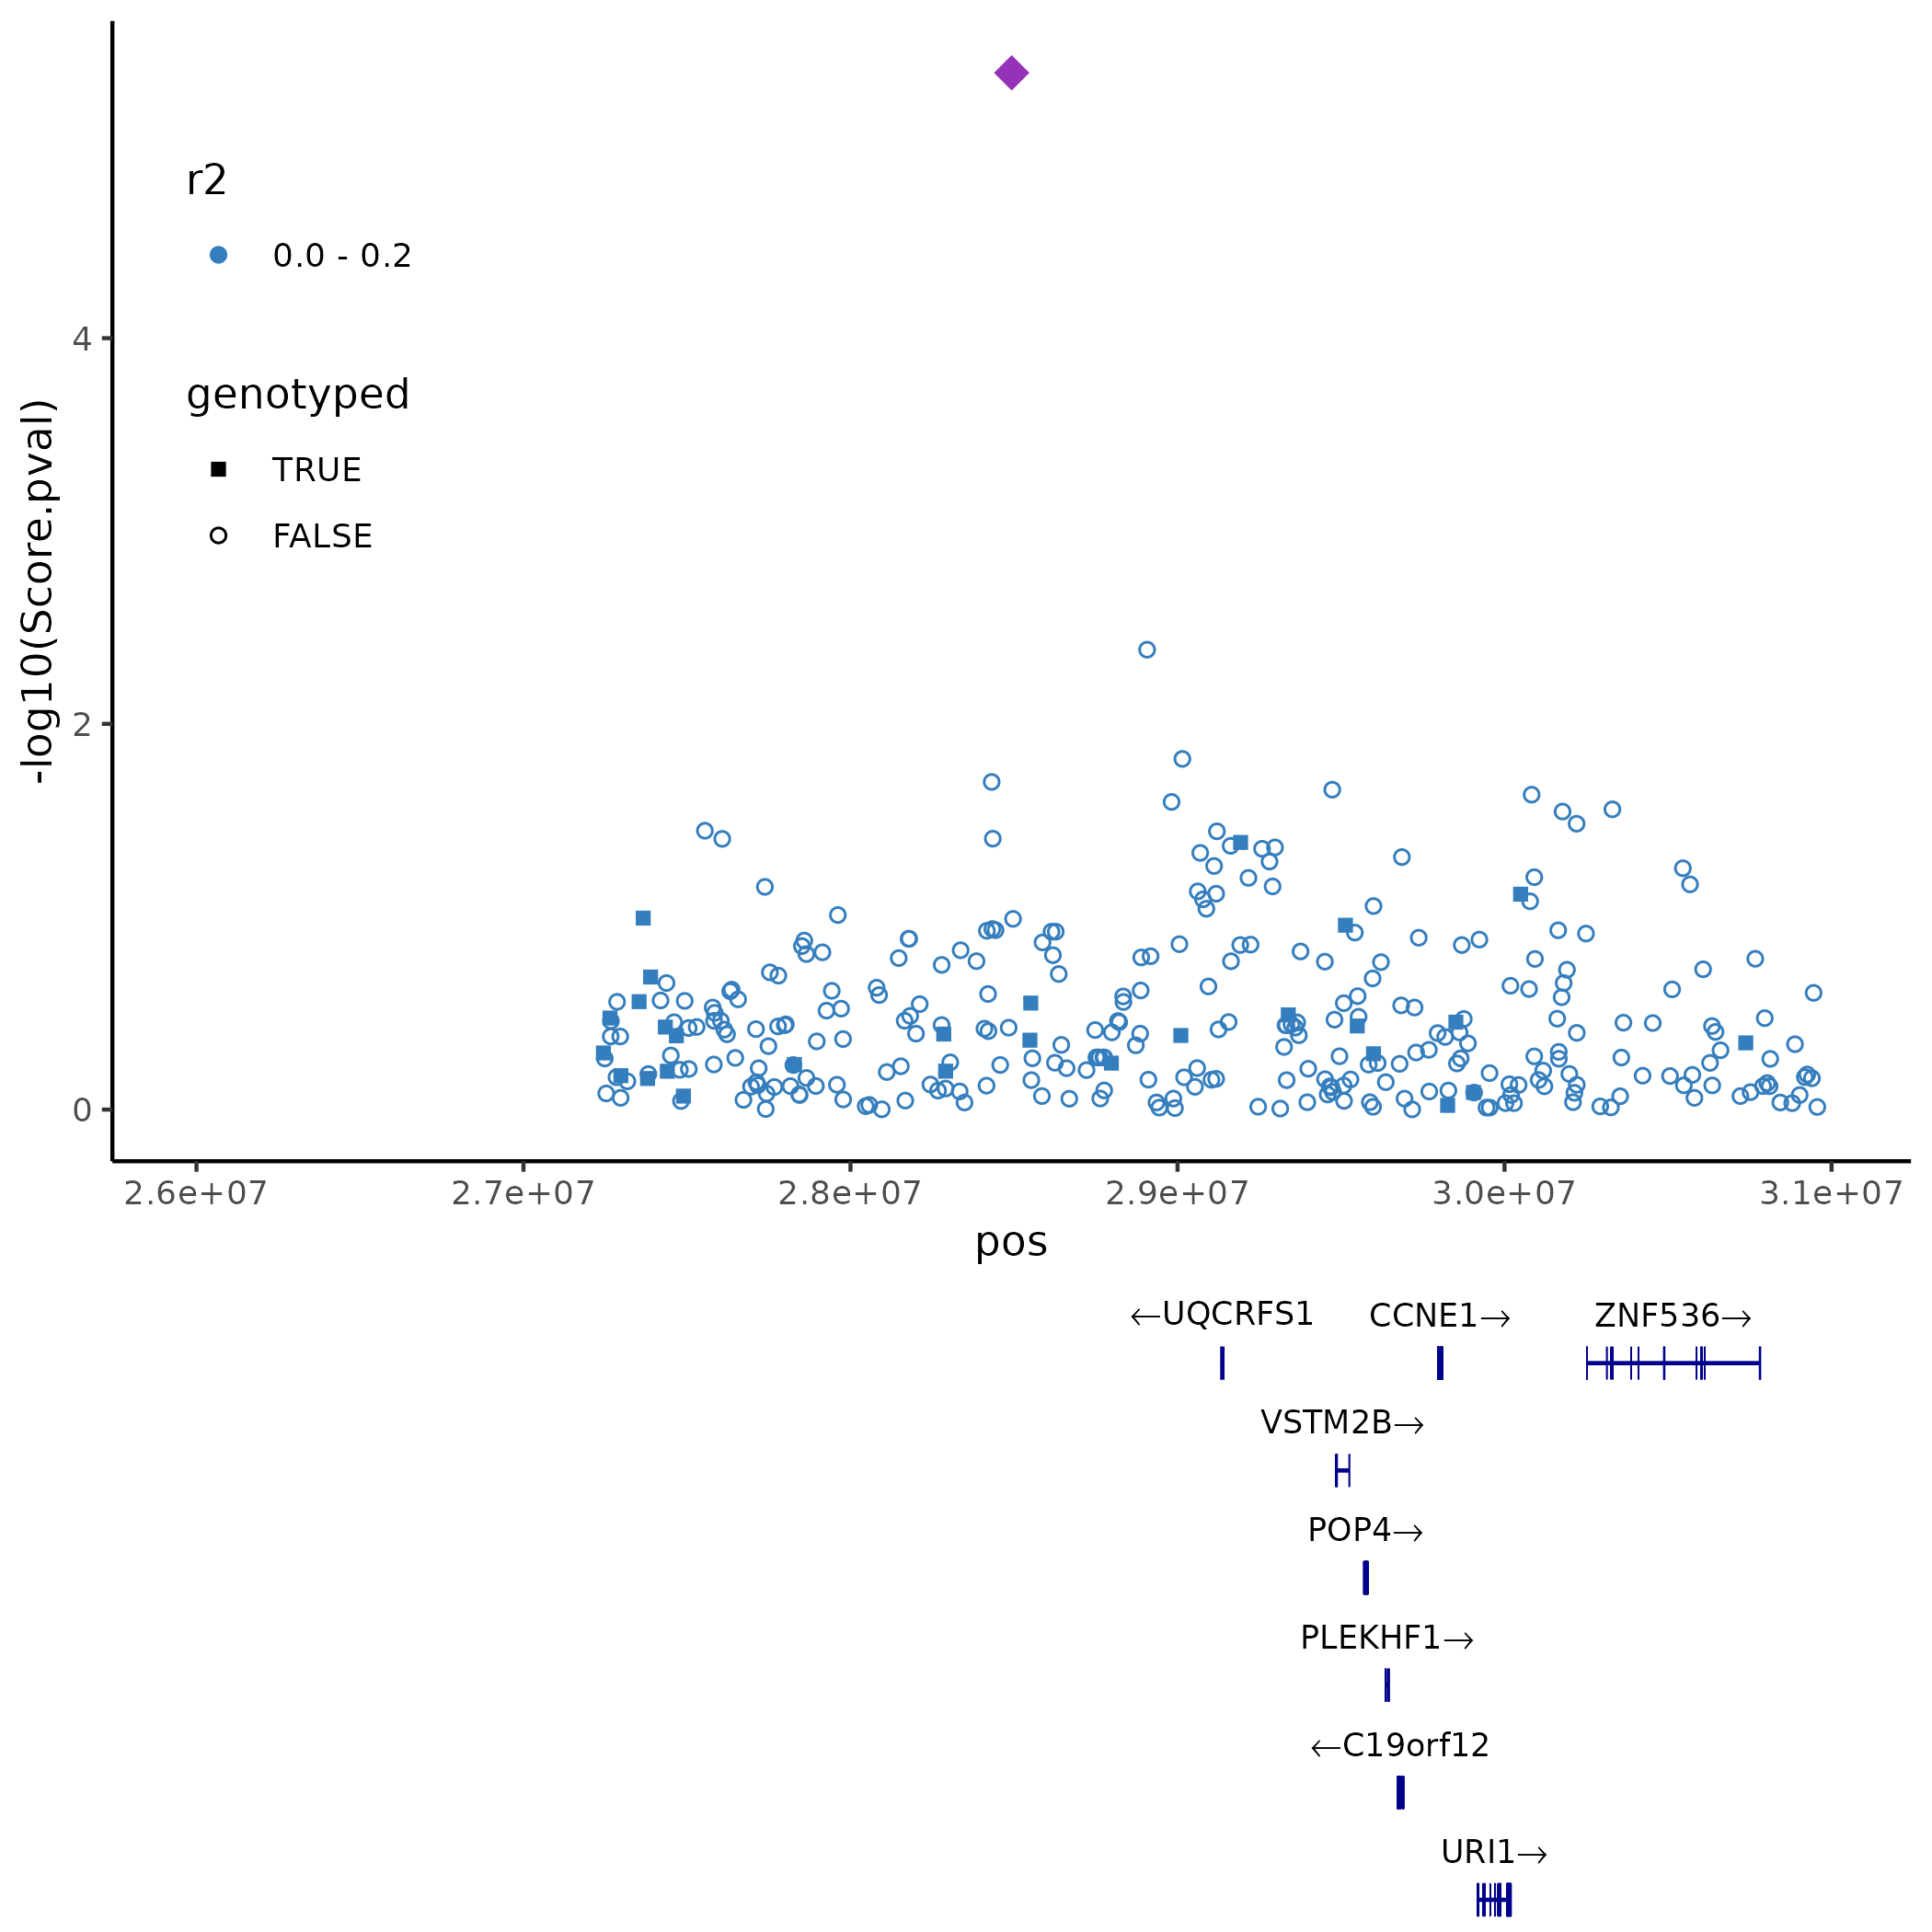 r2
0.0 - 0.2
genotyped
TRUE
FALSE
-log10(Score.pval)
4
2
0
2.6e+07 2.7e+07 2.8e+07 2.9e+07 3.0e+07 3.1e+07
pos
←UQCRFS1 CCNE1→ ZNF536→
VSTM2B→
POP4→
PLEKHF1→
←C19orf12
URI1→